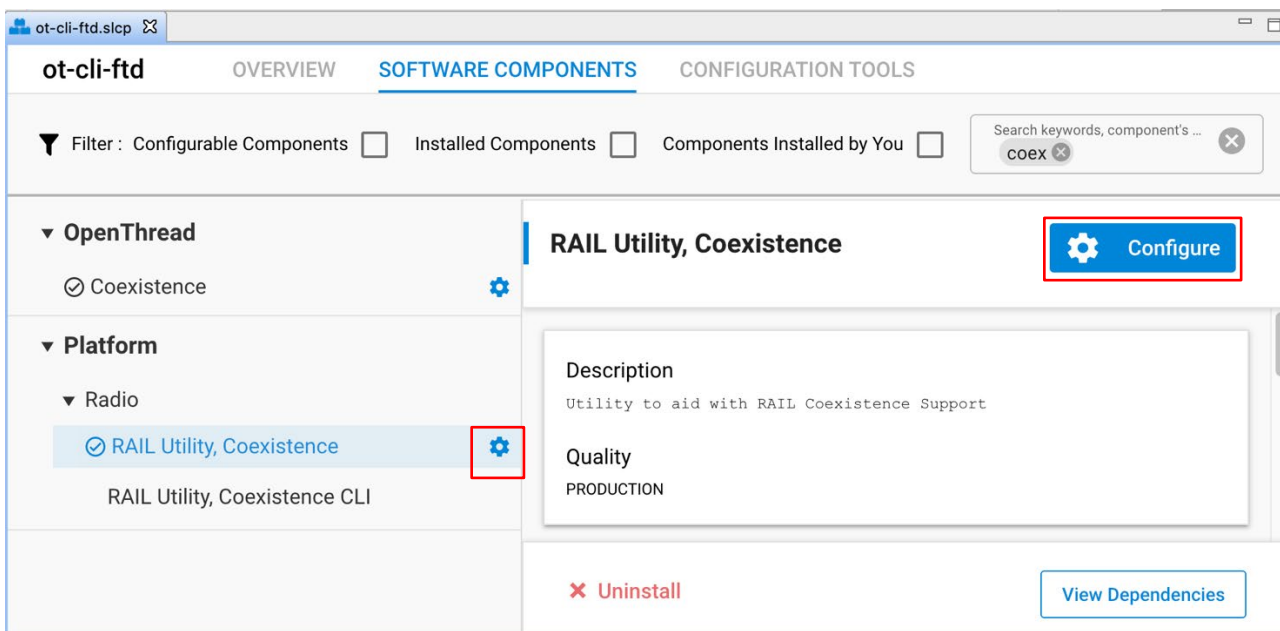 ot-cli-ftd.slcp
ot-cli-ftd OVERVIEW SOFTWARE COMPONENTS CONFIGURATION TOOLS
Filter : Configurable Components Installed Components Components Installed by You
Search keywords, component's ...
coex
OpenThread
Coexistence
Platform
Radio
RAIL Utility, Coexistence
RAIL Utility, Coexistence CLI
RAIL Utility, Coexistence
Configure
Description
Utility to aid with RAIL Coexistence Support
Quality
PRODUCTION
Uninstall
View Dependencies